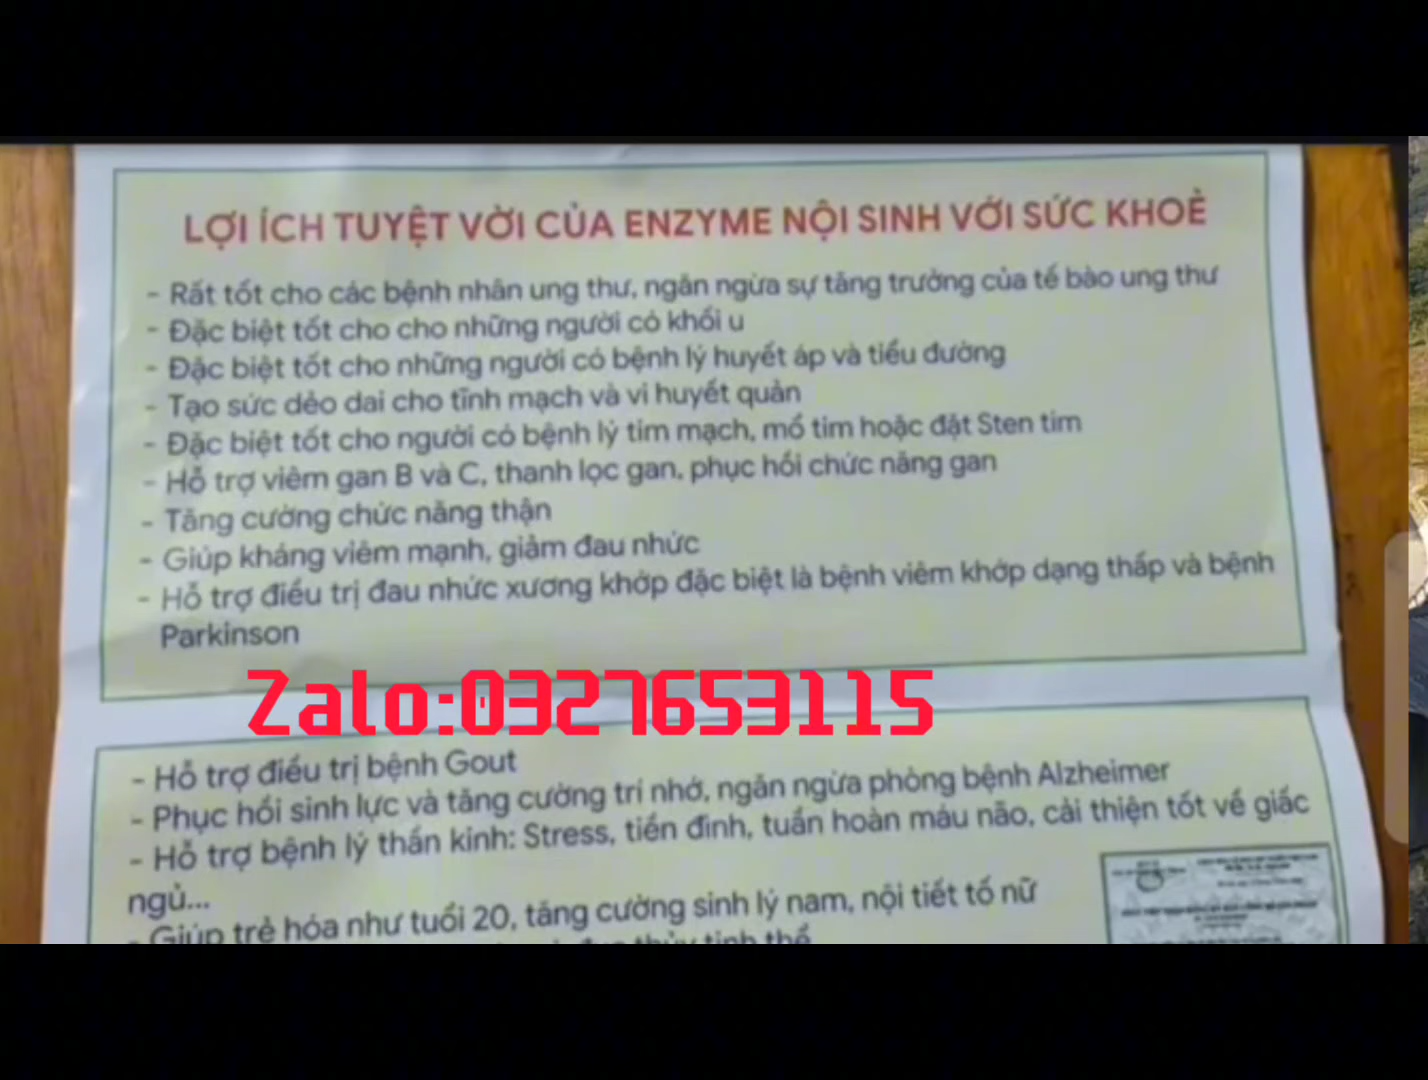 LỢI ÍCH TUYỆT VỜI CỦA ENZYME NỘI SINH VỚI SỨC KHOẺ
- Rất tốt cho các bệnh nhân ung thư, ngăn ngừa sự tăng trưởng của tế bào ung thư
- Đặc biệt tốt cho cho những người có khối u
- Đặc biệt tốt cho những người có bệnh lý huyết áp và tiểu đường
- Tạo sức dẻo dai cho tĩnh mạch và vi huyết quản
- Đặc biệt tốt cho người có bệnh lý tim mạch, mổ tim hoặc đặt Sten tim
- Hỗ trợ viêm gan B và C, thanh lọc gan, phục hồi chức năng gan
- Tăng cường chức năng thận
- Giúp kháng viêm mạnh, giảm đau nhức
- Hỗ trợ điều trị đau nhức xương khớp đặc biệt là bệnh viêm khớp dạng thấp và bệnh
Parkinson
Zalo:0327653115
- Hỗ trợ điều trị bệnh Gout
- Phục hồi sinh lực và tăng cường trí nhớ, ngăn ngừa phòng bệnh Alzheimer
- Hỗ trợ bệnh lý thần kinh: Stress, tiền đình, tuần hoàn máu não, cải thiện tốt về giấc
ngủ...
- Giúp trẻ hóa như tuổi 20, tăng cường sinh lý nam, nội tiết tố nữ
thủy tinh thể